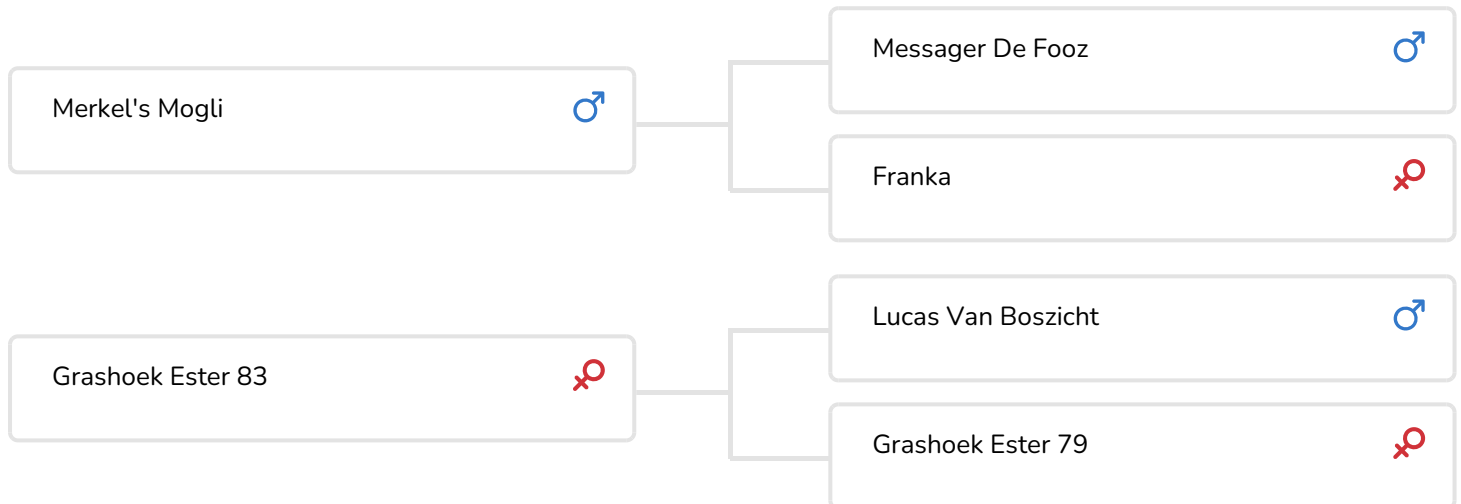 Messager De Fooz
Merkel's Mogli
Franka
Lucas Van Boszicht
Grashoek Ester 83
Grashoek Ester 79